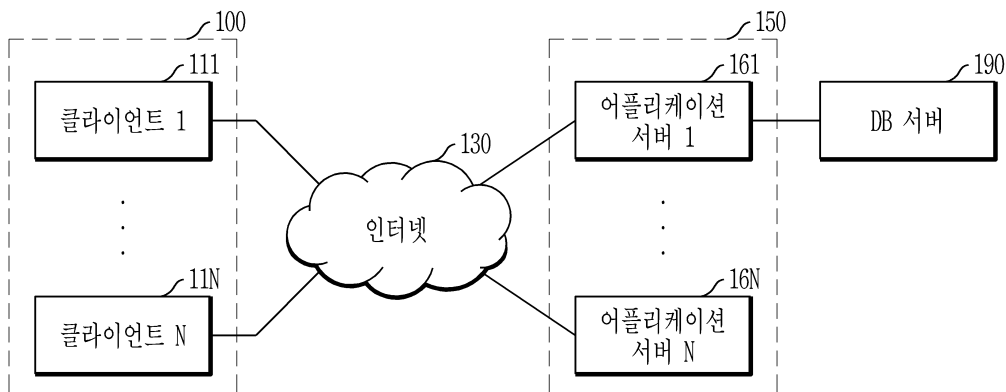 100
150
111
161
190
클라이언트 1
어플리케이션
서버 1
DB 서버
130
인터넷
11N
16N
클라이언트 N
어플리케이션
서버 N